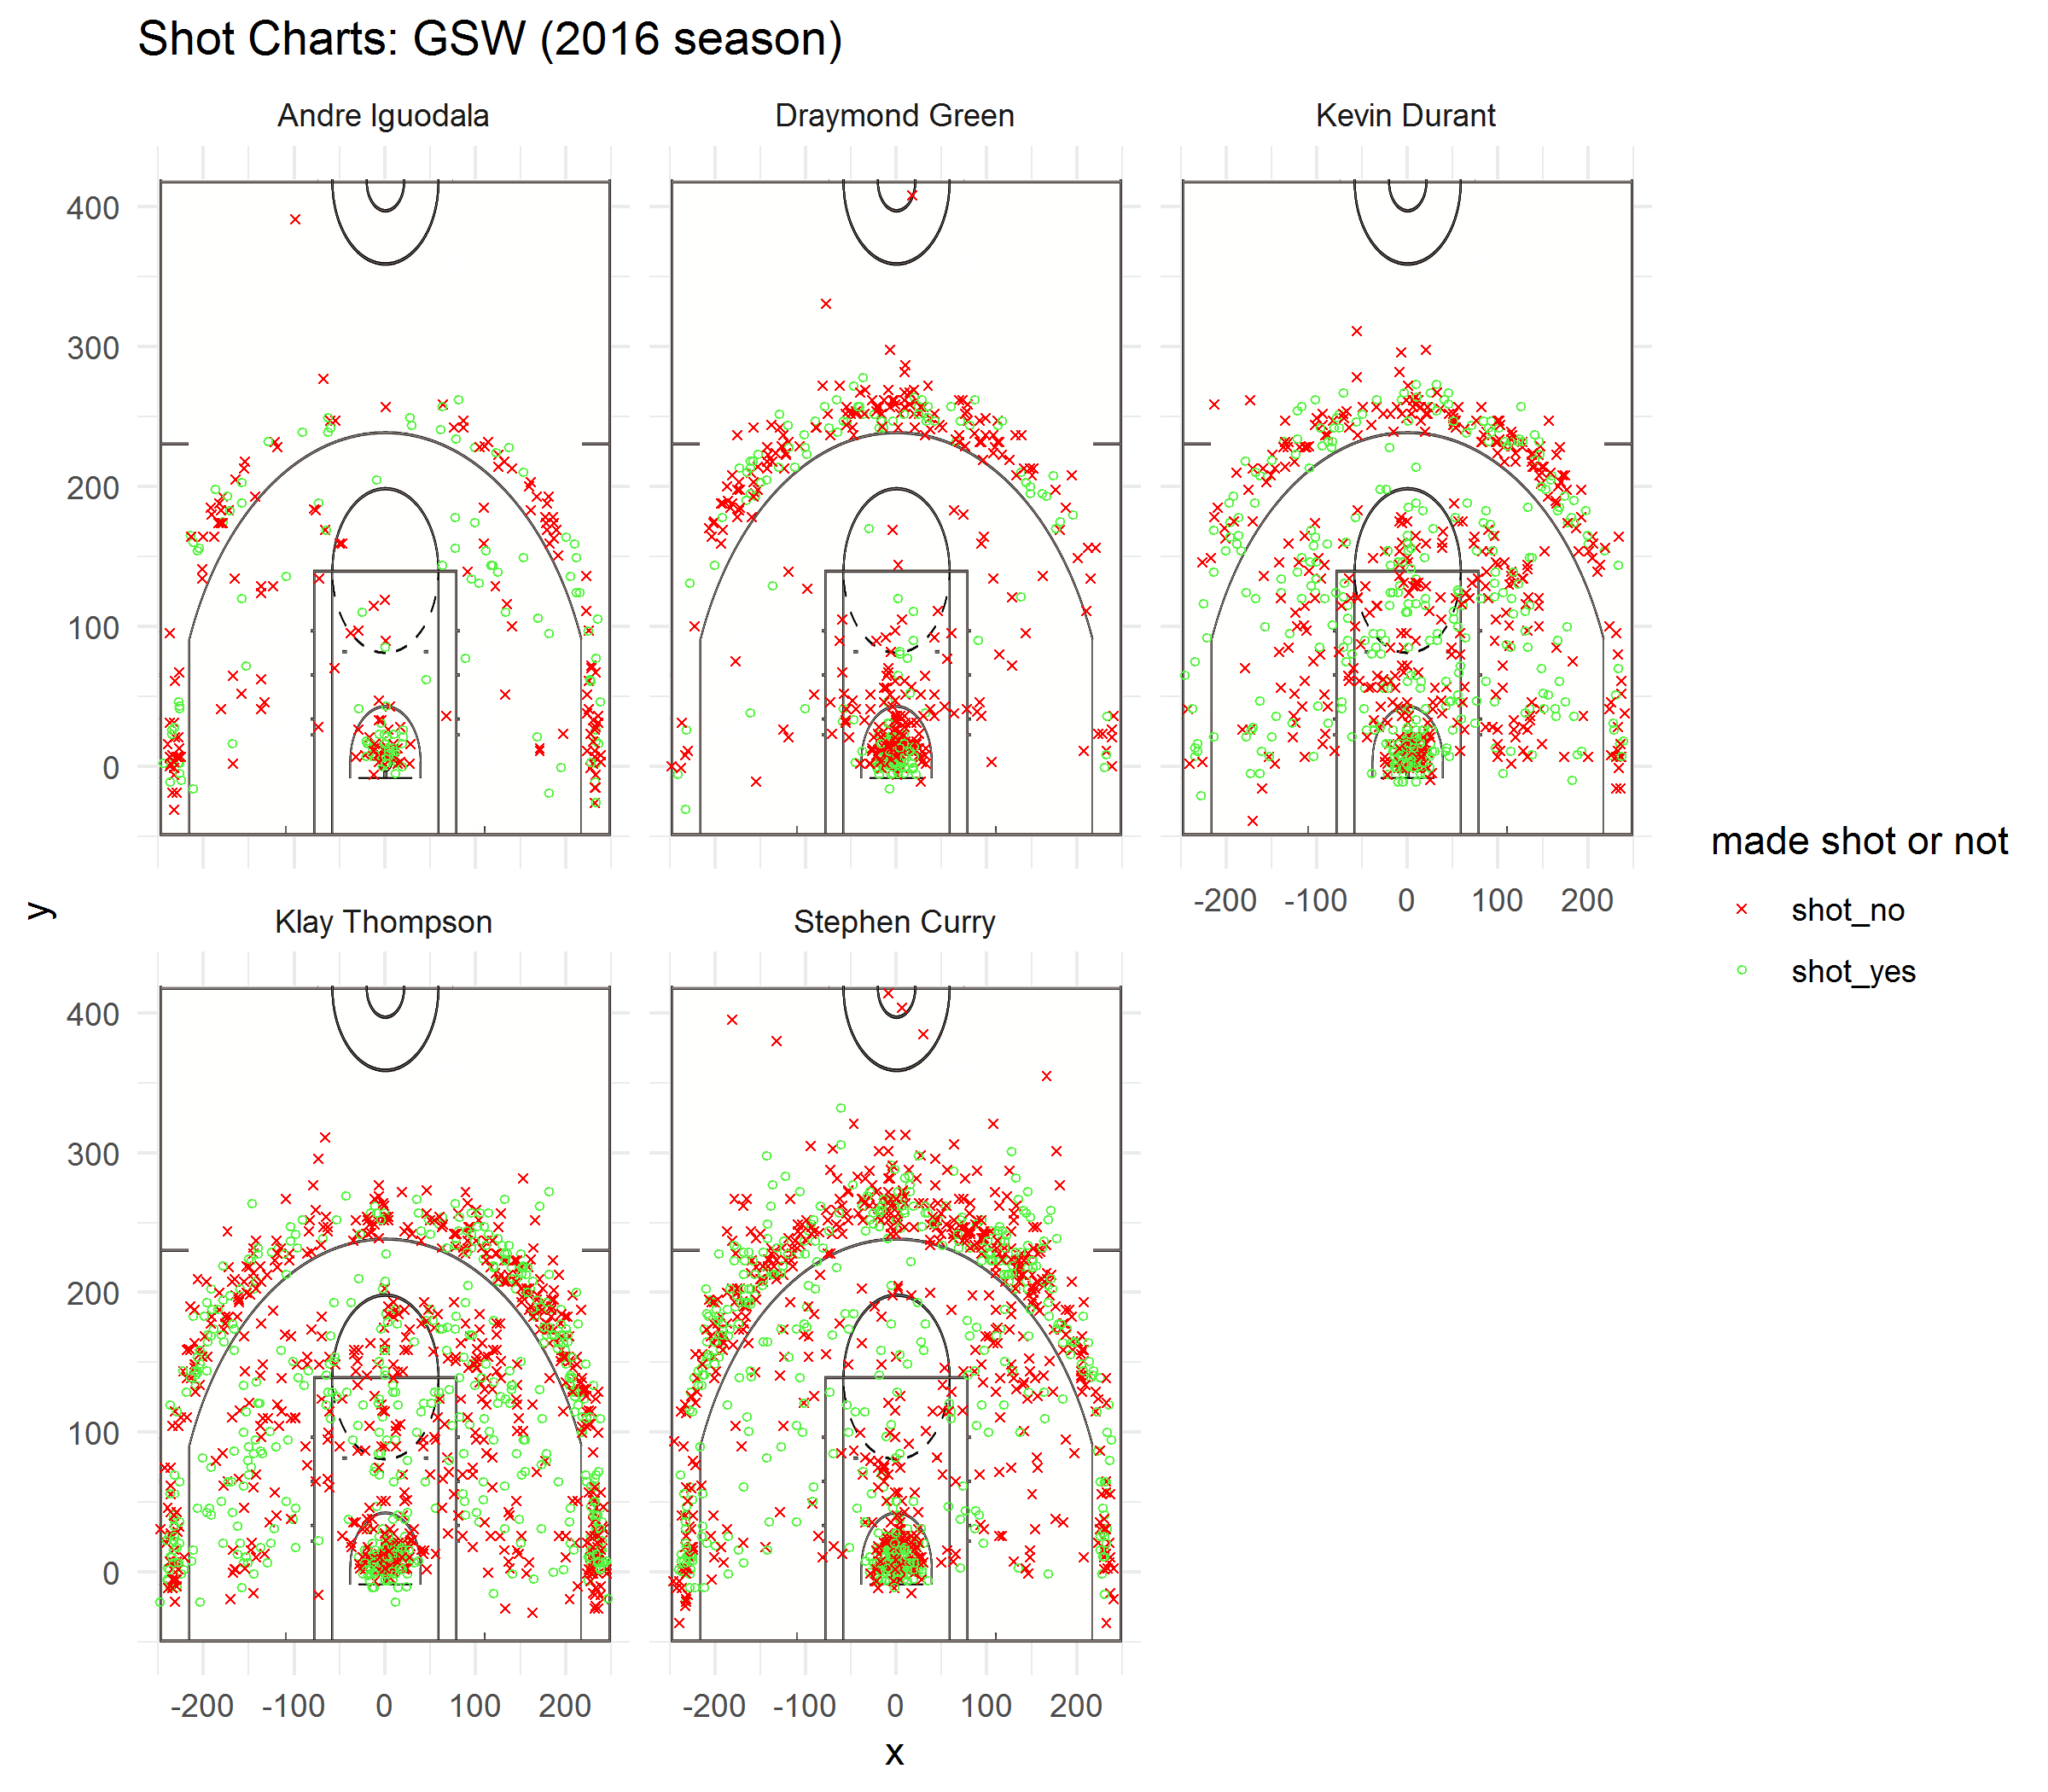 Shot Charts: GSW (2016 season)
Andre Iguodala
Draymond Green
Kevin Durant
400
300
200
100
0
-200 -100 0 100 200
made shot or not
shot_no
shot_yes
y
Klay Thompson
Stephen Curry
400
300
200
100
0
-200 -100 0 100 200
-200 -100 0 100 200
x